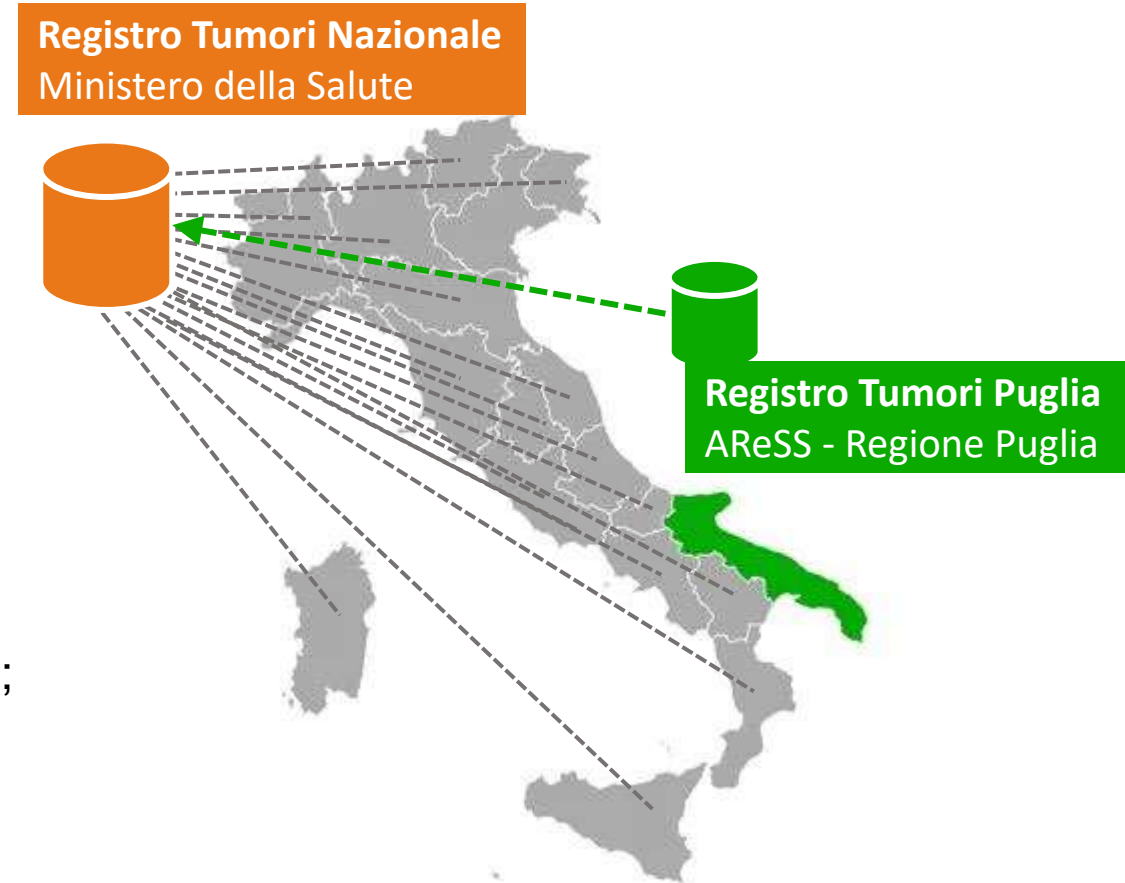 Registro Tumori Nazionale
Ministero della Salute
Registro Tumori Puglia
AReSS - Regione Puglia
;